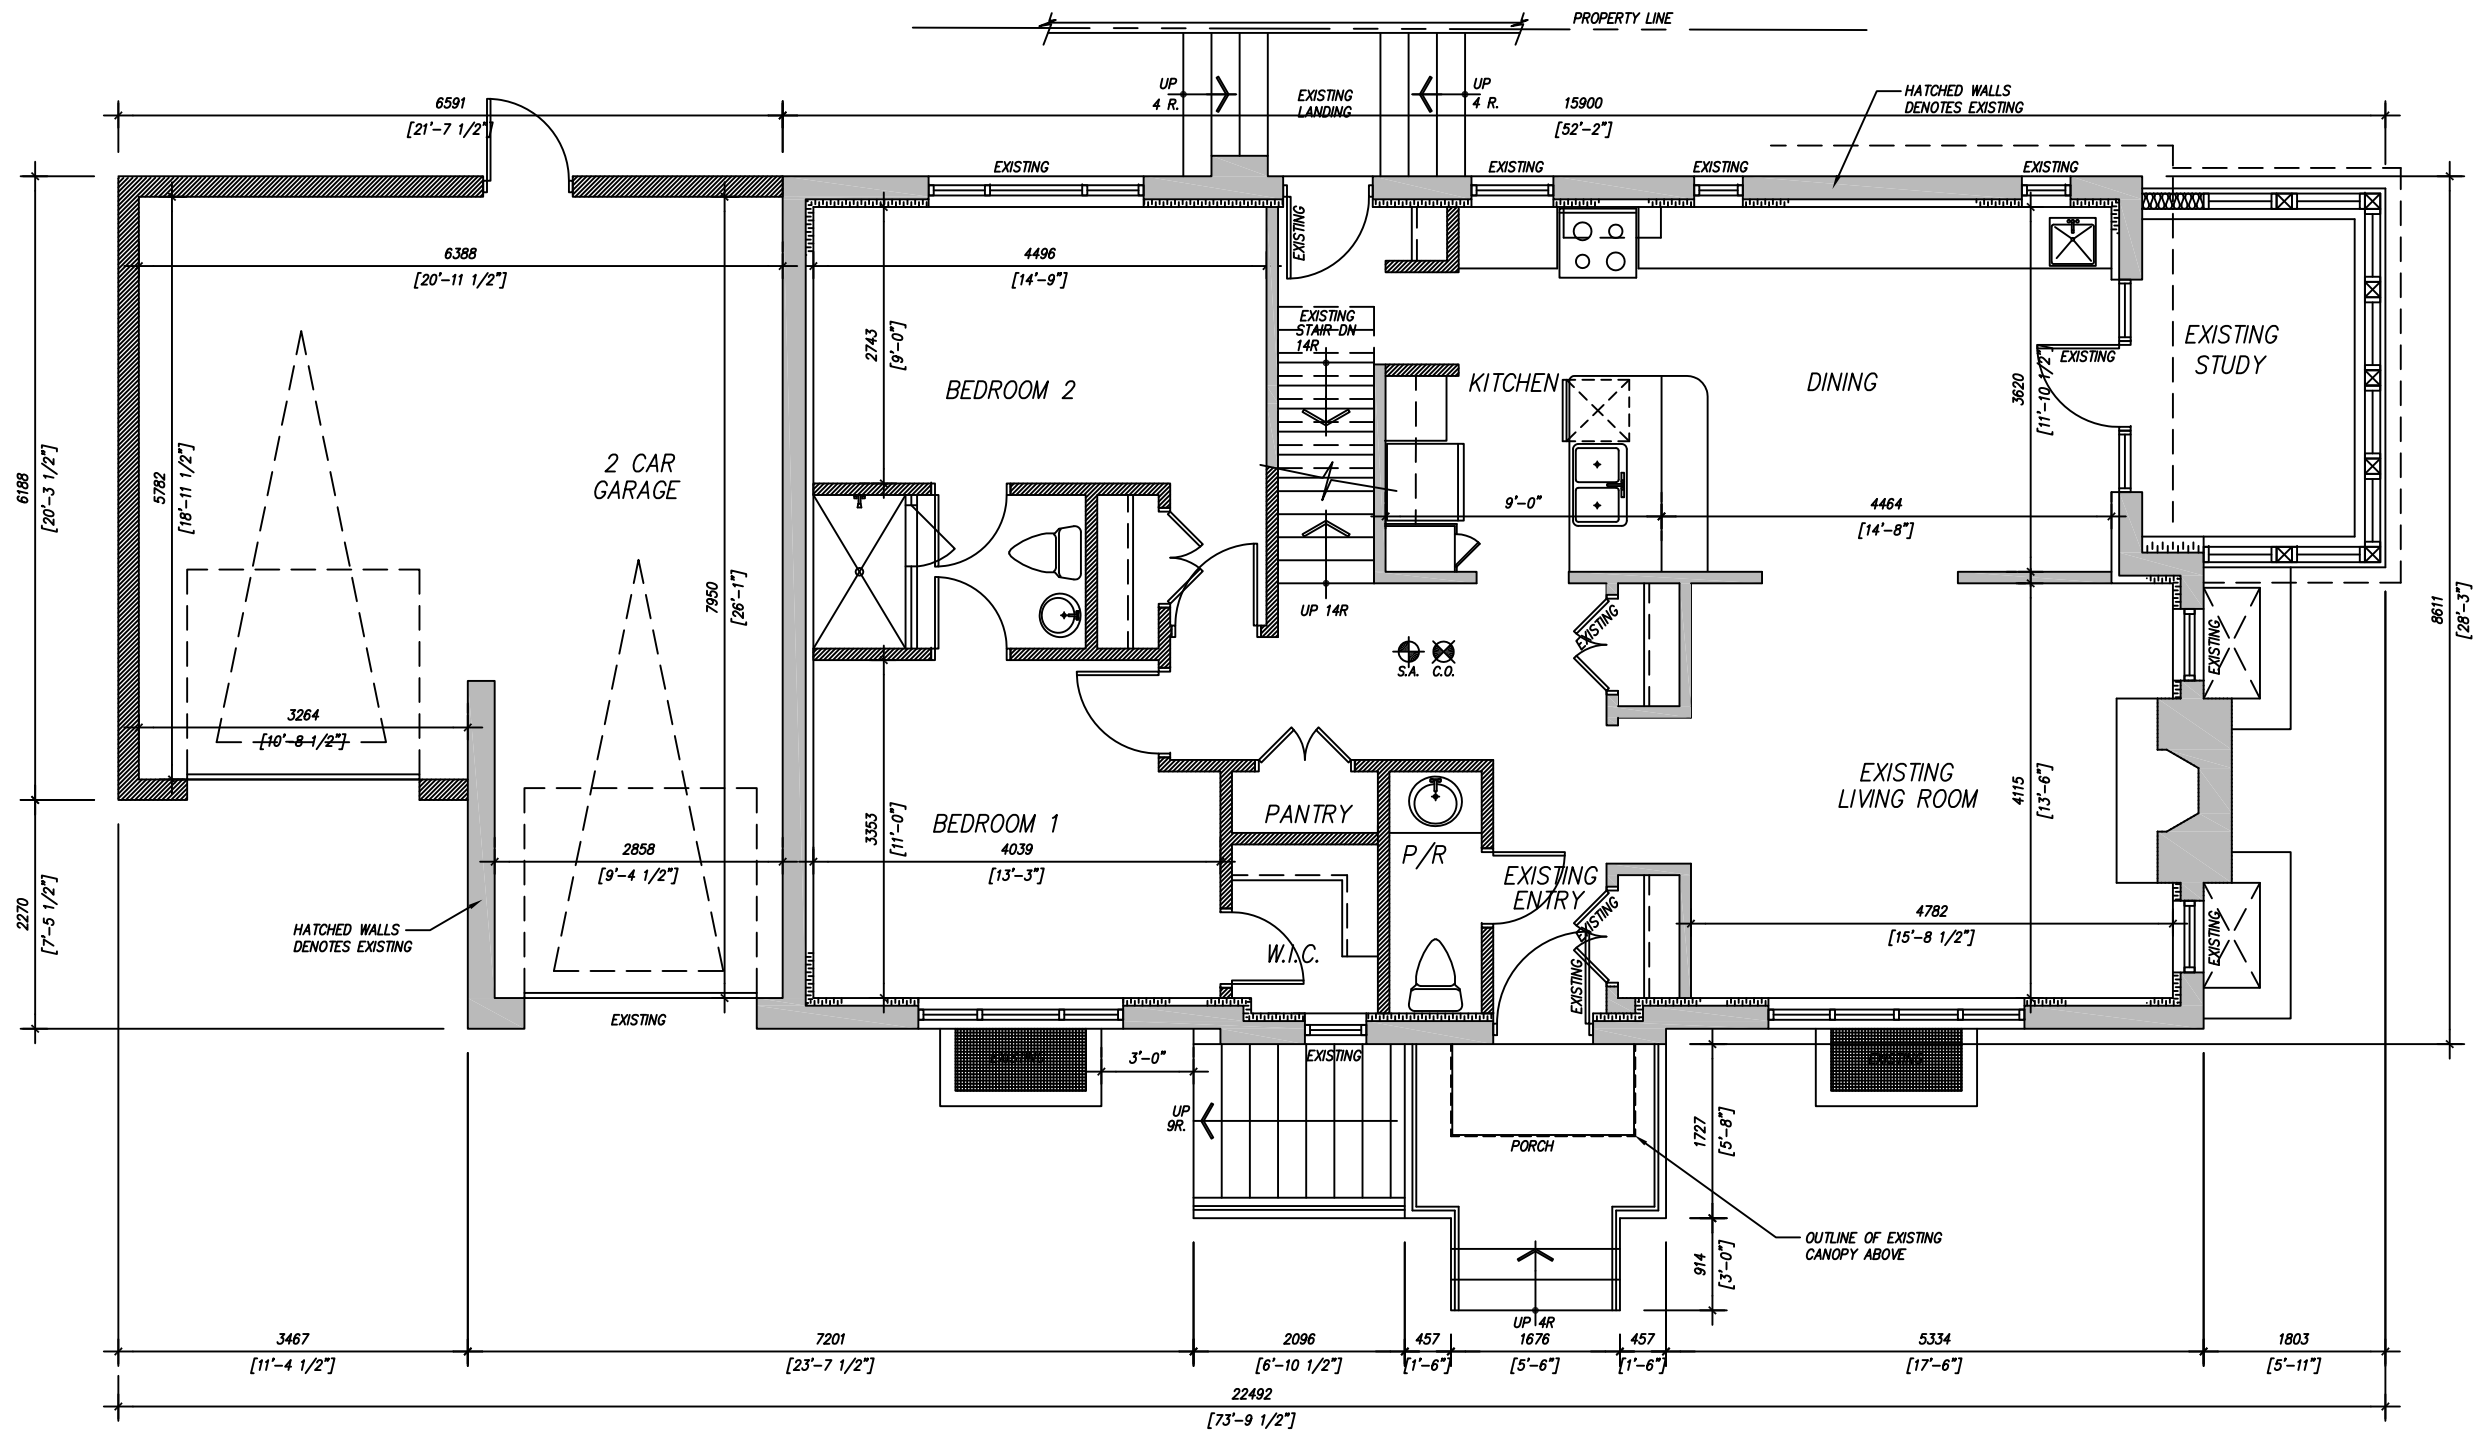 PROPERTY LINE
UP
4 R.
EXISTING
LANDING
UP
4 R.
HATCHED WALLS
DENOTES EXISTING
6591
[21'-7 1/2"]
15900
[52'-2"]
EXISTING
EXISTING
EXISTING
EXISTING
EXISTING
6388
[20'-11 1/2"]
4496
[14'-9"]
EXISTING
STAIR DN
14R
2743
[9'-0"]
BEDROOM 2
KITCHEN
DINING
3620
[11'-10 1/2"]
EXISTING
EXISTING
STUDY
2 CAR
GARAGE
6188
[20'-3 1/2"]
5782
[18'-11 1/2"]
7950
[26'-1"]
9'-0"
4464
[14'-8"]
8611
[28'-3"]
UP 14R
EXISTING
S.A.
C.O.
EXISTING
3264
[10'-8 1/2"]
EXISTING
LIVING ROOM
4115
[13'-6"]
PANTRY
BEDROOM 1
3353
[11'-0"]
2858
[9'-4 1/2"]
4039
[13'-3"]
P/R
EXISTING
ENTRY
EXISTING
2270
[7'-5 1/2"]
HATCHED WALLS
DENOTES EXISTING
W.I.C.
4782
[15'-8 1/2"]
EXISTING
EXISTING
EXISTING
EXISTING
EXISTING
EXISTING
3'-0"
UP
9R.
PORCH
1727
[5'-8"]
OUTLINE OF EXISTING
CANOPY ABOVE
914
[3'-0"]
UP 4R
3467
[11'-4 1/2"]
7201
[23'-7 1/2"]
2096
[6'-10 1/2"]
457
[1'-6"]
1676
[5'-6"]
457
[1'-6"]
5334
[17'-6"]
1803
[5'-11"]
22492
[73'-9 1/2"]